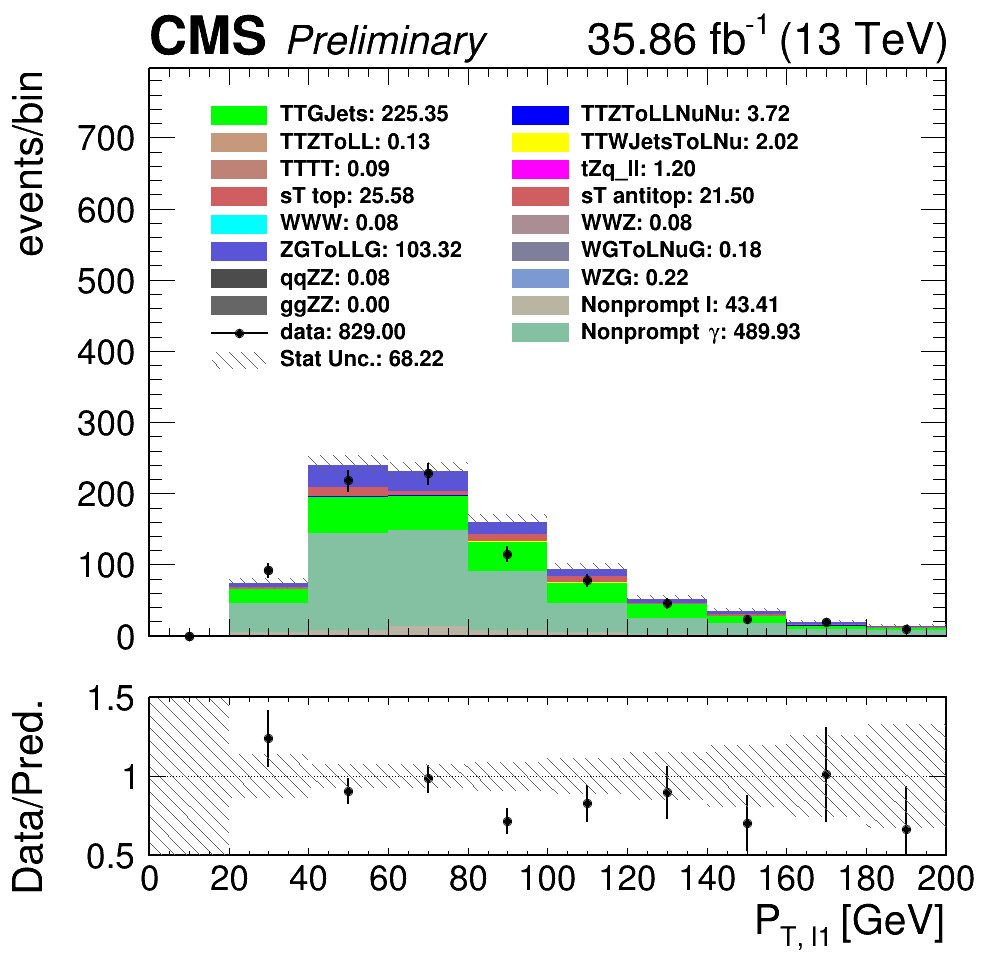 CMS Preliminary 35.86 fb-1 (13 TeV)
events/bin
700
600
500
400
300
200
100
0
TTGJets: 225.35
TTZToLL: 0.13
TTTT: 0.09
sT top: 25.58
WWW: 0.08
ZGToLLG: 103.32
qqZZ: 0.08
ggZZ: 0.00
data: 829.00
Stat Unc.: 68.22
TTZToLLNuNu: 3.72
TTWJetsToLNu: 2.02
tZq_ll: 1.20
sT antitop: 21.50
WWZ: 0.08
WGToLNuG: 0.18
WZG: 0.22
Nonprompt l: 43.41
Nonprompt γ: 489.93
Data/Pred.
1.5
1
0.5
0 20 40 60 80 100 120 140 160 180 200
PT, l1 [GeV]